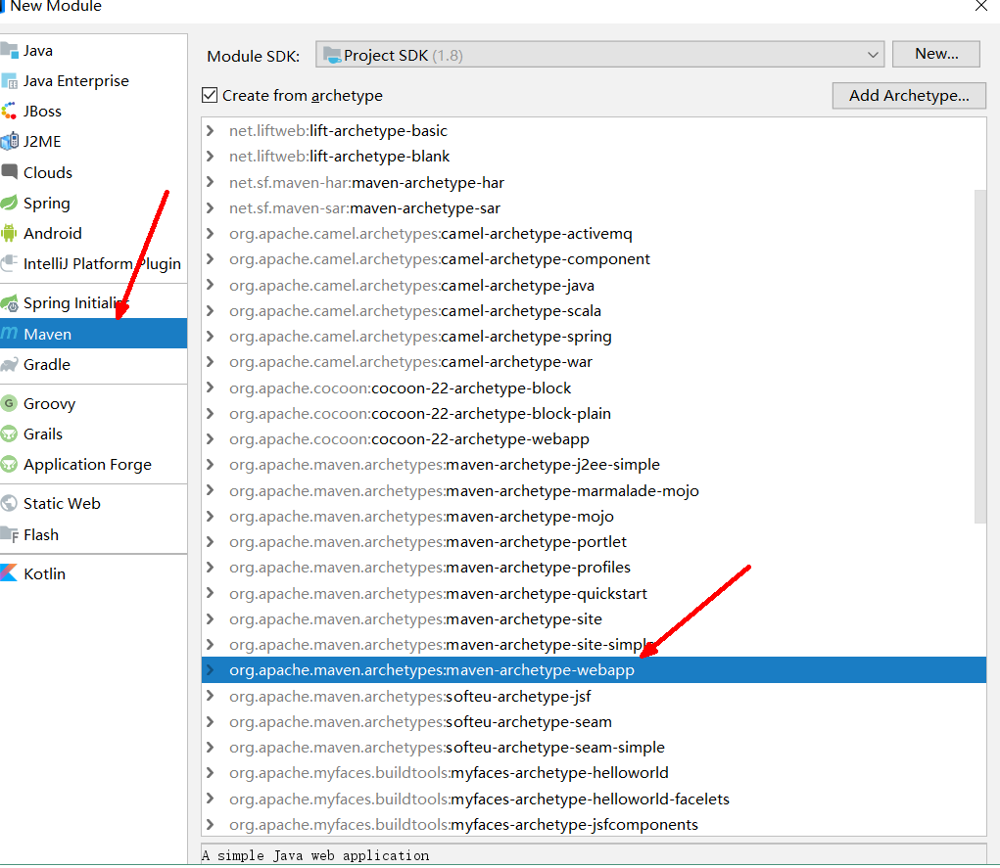 New Module
Java
Java Enterprise
JBoss
J2ME
Clouds
Spring
Android
IntelliJ Platform Plugin
Spring Initializr
Maven
Gradle
Groovy
Grails
Application Forge
Static Web
Flash
Kotlin
Module SDK: Project SDK (1.8) New...
Create from archetype Add Archetype...
net.liftweb:lift-archetype-basic
net.liftweb:lift-archetype-blank
net.sf.maven-har:maven-archetype-har
net.sf.maven-sar:maven-archetype-sar
org.apache.camel.archetypes:camel-archetype-activemq
org.apache.camel.archetypes:camel-archetype-component
org.apache.camel.archetypes:camel-archetype-java
org.apache.camel.archetypes:camel-archetype-scala
org.apache.camel.archetypes:camel-archetype-spring
org.apache.camel.archetypes:camel-archetype-war
org.apache.cocoon:cocoon-22-archetype-block
org.apache.cocoon:cocoon-22-archetype-block-plain
org.apache.cocoon:cocoon-22-archetype-webapp
org.apache.maven.archetypes:maven-archetype-j2ee-simple
org.apache.maven.archetypes:maven-archetype-marmalade-mojo
org.apache.maven.archetypes:maven-archetype-mojo
org.apache.maven.archetypes:maven-archetype-portlet
org.apache.maven.archetypes:maven-archetype-profiles
org.apache.maven.archetypes:maven-archetype-quickstart
org.apache.maven.archetypes:maven-archetype-site
org.apache.maven.archetypes:maven-archetype-site-simple
org.apache.maven.archetypes:maven-archetype-webapp
org.apache.maven.archetypes:softeu-archetype-jsf
org.apache.maven.archetypes:softeu-archetype-seam
org.apache.maven.archetypes:softeu-archetype-seam-simple
org.apache.myfaces.buildtools:myfaces-archetype-helloworld
org.apache.myfaces.buildtools:myfaces-archetype-helloworld-facelets
org.apache.myfaces.buildtools:myfaces-archetype-jsfcomponents
A simple Java web application